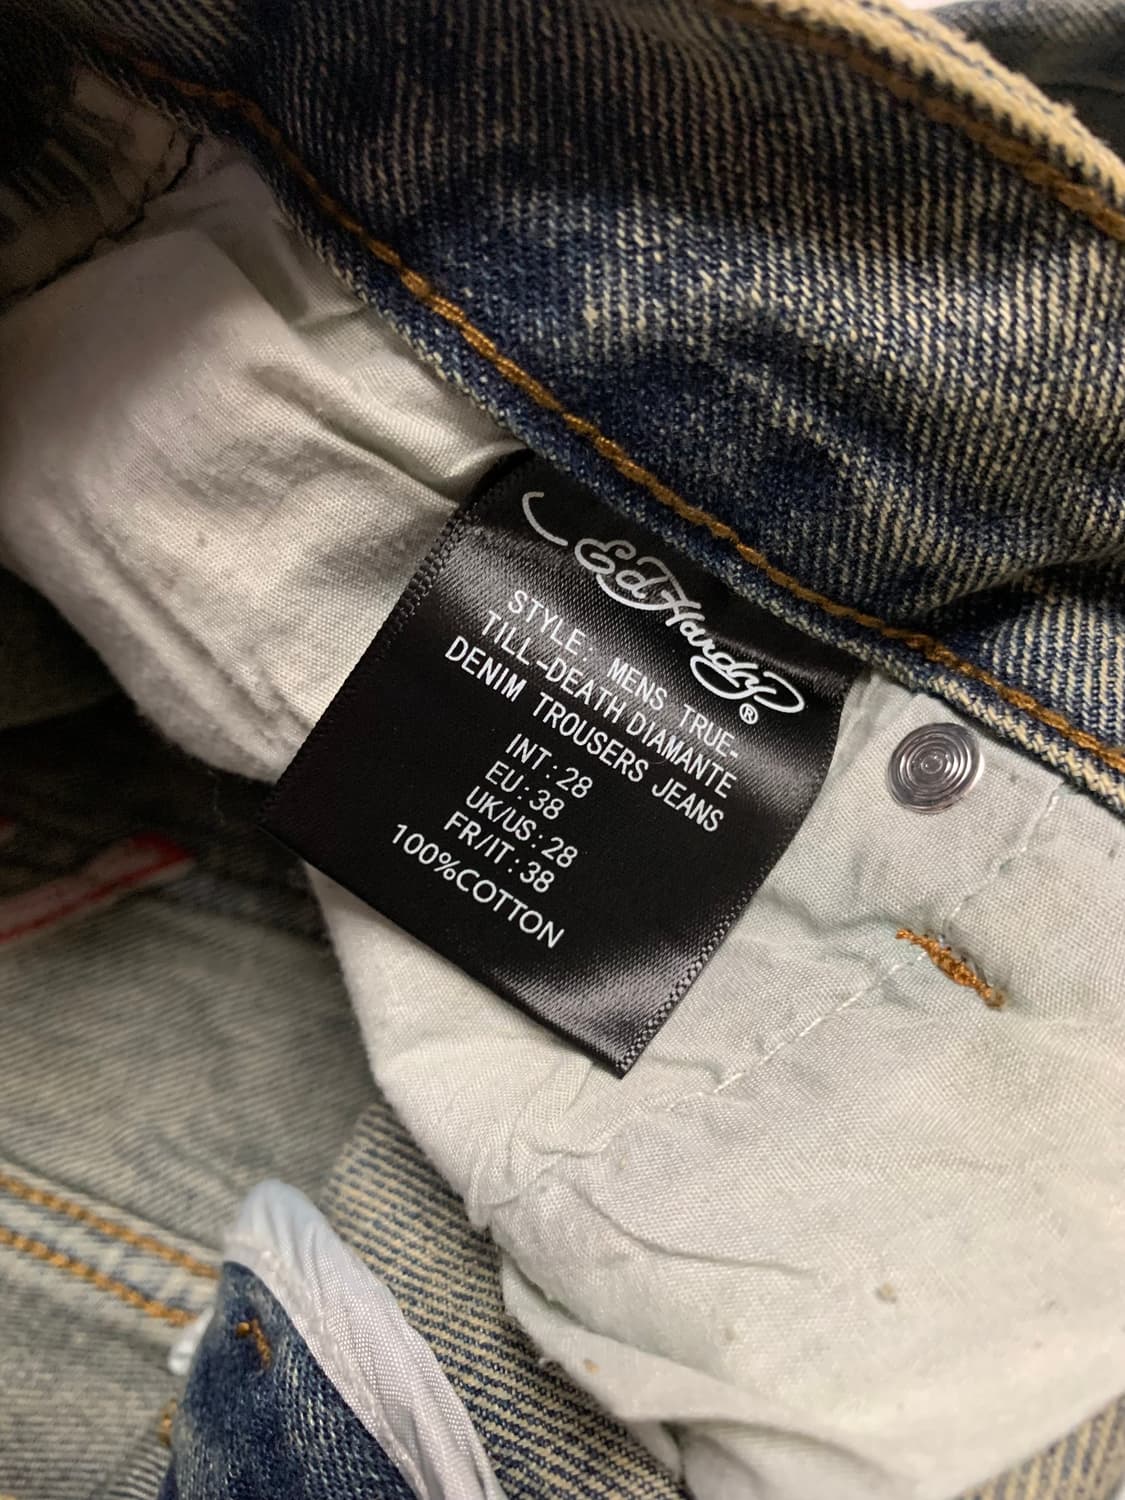 Ed Hardy®
STYLE: MENS TRUE-
TILL-DEATH DIAMANTE
DENIM TROUSERS JEANS
INT:28
EU:38
UK/US:28
FR/IT:38
100%COTTON